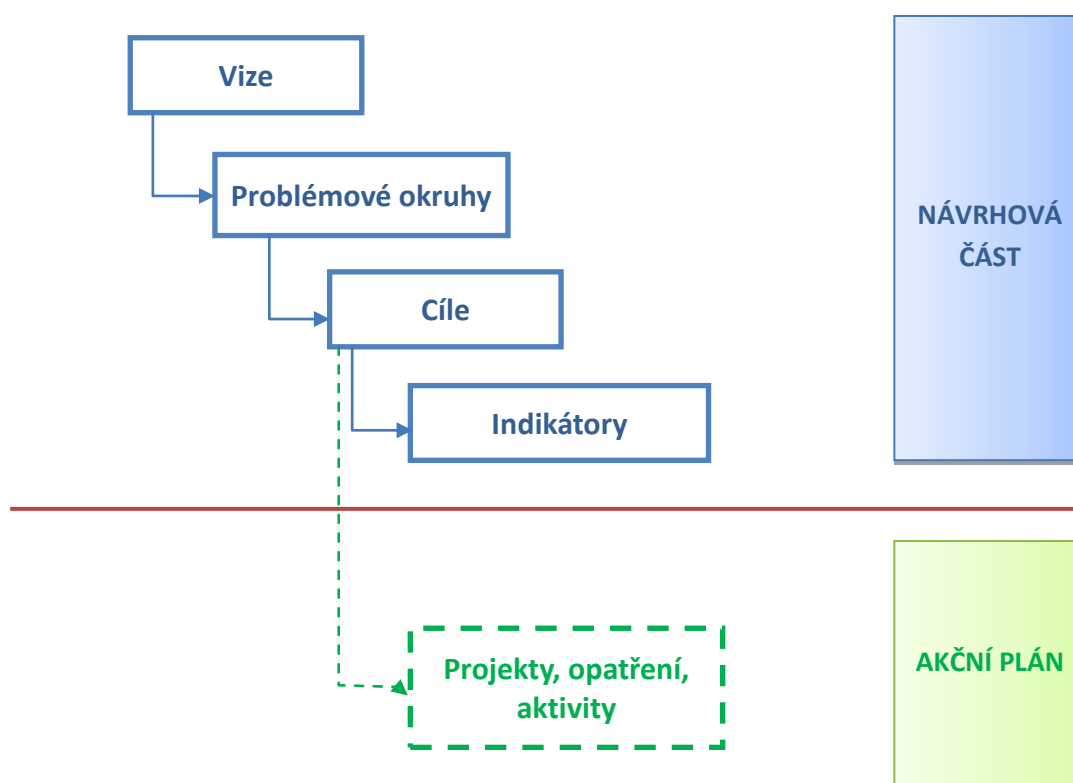 Vize
Problémové okruhy
NÁVRHOVÁ
ČÁST
Cíle
Indikátory
Projekty, opatření,
aktivity
AKČNÍ PLÁN